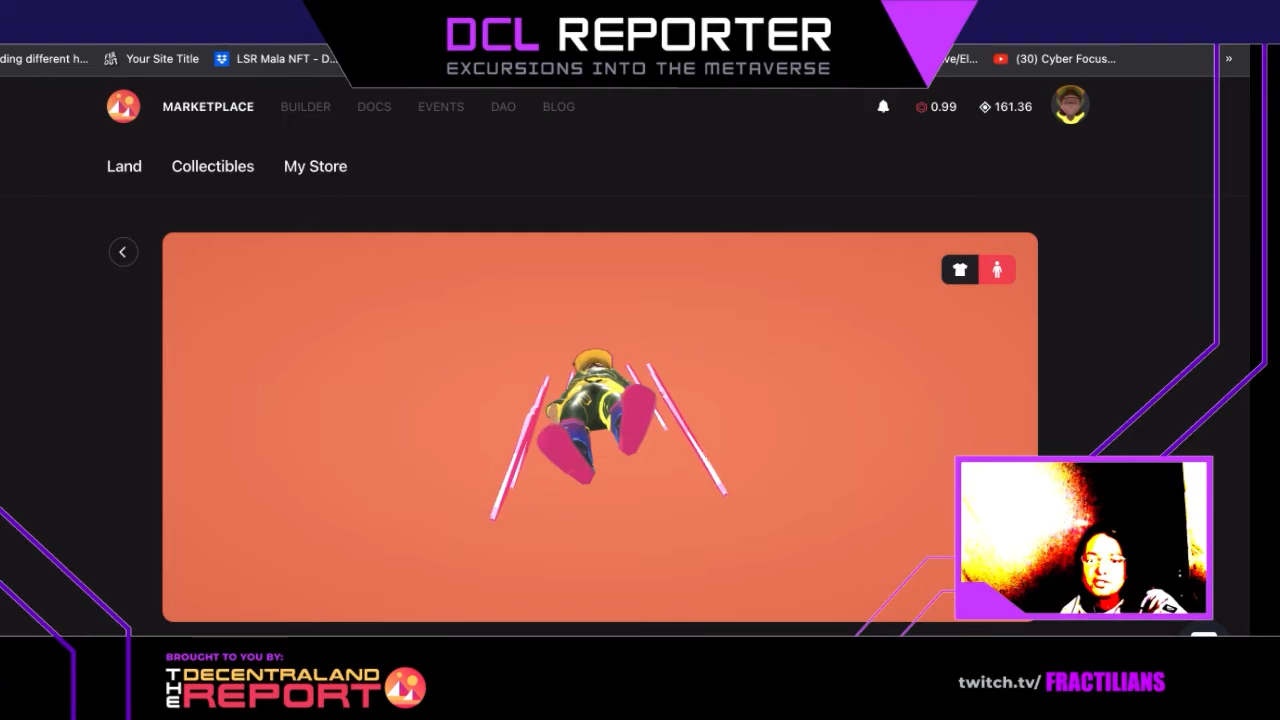 DCL REPORTER
EXCURSIONS INTO THE METAVERSE
ding different h...
Your Site Title
LSR Mala NFT - D...
ve/El...
(30) Cyber Focus...
»
MARKETPLACE
BUILDER
DOCS
EVENTS
DAO
BLOG
0.99
161.36
Land
Collectibles
My Store
BROUGHT TO YOU BY:
THE DECENTRALAND REPORT
twitch.tv/ FRACTILIANS